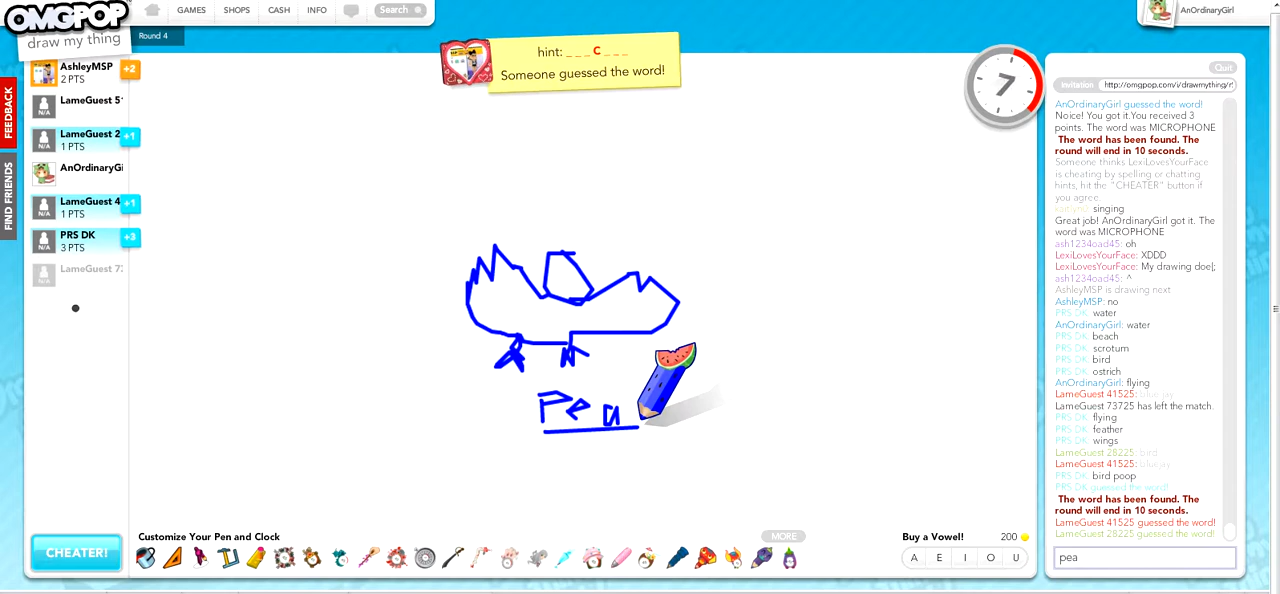 OMGPOP
draw my thing
GAMES
SHOPS
CASH
INFO
Search
AnOrdinaryGirl
Round 4
hint: _ _ _ C _ _ _
Someone guessed the word!
7
FEEDBACK
FIND FRIENDS
AshleyMSP
2 PTS
+2
N/A
LameGuest 5
N/A
LameGuest 2
1 PTS
+1
AnOrdinaryGi
N/A
LameGuest 4
1 PTS
+1
N/A
PRS DK
3 PTS
+3
N/A
LameGuest 7
CHEATER!
Pea
Customize Your Pen and Clock
MORE
Buy a Vowel!
200
A E I O U
Quit
Invitation
http://omgpop.com/i/drawmything/r
AnOrdinaryGirl guessed the word!
Noice! You got it.You received 3
points. The word was MICROPHONE
The word has been found. The
round will end in 10 seconds.
Someone thinks LexiLovesYourFace
is cheating by spelling or chatting
hints, hit the "CHEATER" button if
you agree.
singing
Great job! AnOrdinaryGirl got it. The
word was MICROPHONE
ash1234oad45: oh
LexiLovesYourFace: XDDD
LexiLovesYourFace: My drawing doe|;
ash1234oad45: ^
AshleyMSP is drawing next
AshleyMSP: no
PRS DK: water
AnOrdinaryGirl: water
PRS DK: beach
PRS DK: scrotum
PRS DK: bird
PRS DK: ostrich
AnOrdinaryGirl: flying
LameGuest 41525: blue jay
LameGuest 73725 has left the match.
PRS DK: flying
PRS DK: feather
PRS DK: wings
LameGuest 28225: bird
LameGuest 41525: bluejay
PRS DK: bird poop
PRS DK guessed the word!
The word has been found. The
round will end in 10 seconds.
LameGuest 41525 guessed the word!
LameGuest 28225 guessed the word!
pea